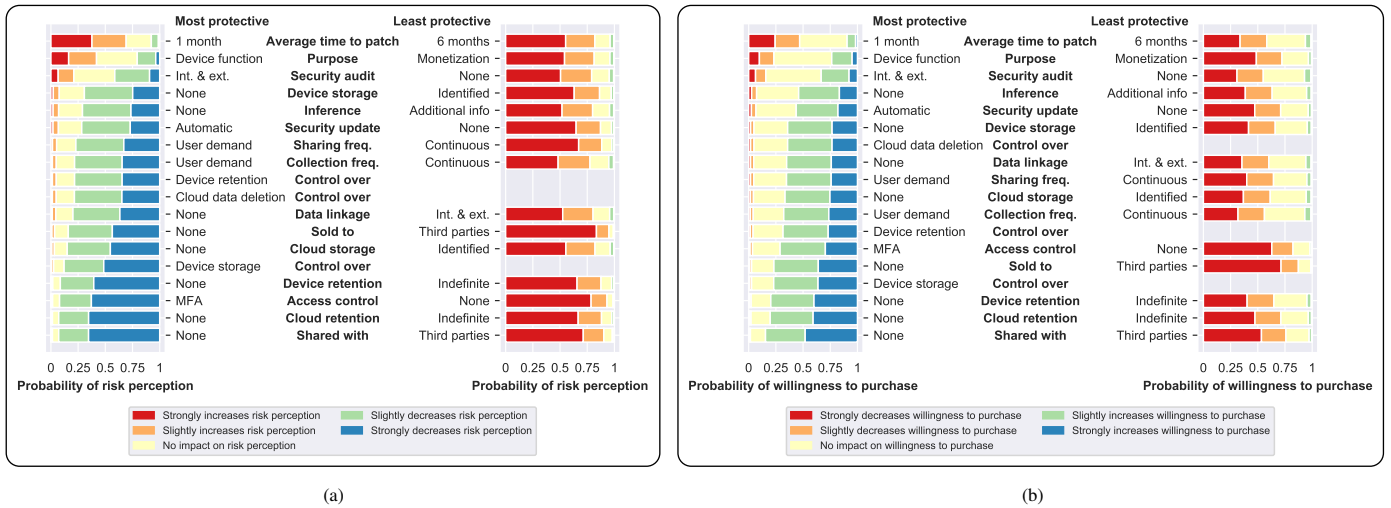 Most protective Least protective
1 month Average time to patch 6 months
Device function Purpose Monetization
Int. & ext. Security audit None
None Device storage Identified
None Inference Additional info
Automatic Security update None
User demand Sharing freq. Continuous
User demand Collection freq. Continuous
Device retention Control over
Cloud data deletion Control over
None Data linkage Int. & ext.
None Sold to Third parties
None Cloud storage Identified
Device storage Control over
None Device retention Indefinite
MFA Access control None
None Cloud retention Indefinite
None Shared with Third parties
0 0.25 0.5 0.75 1 0 0.25 0.5 0.75 1
Probability of risk perception Probability of risk perception
Strongly increases risk perception Slightly decreases risk perception
Slightly increases risk perception Strongly decreases risk perception
No impact on risk perception
(a)
Most protective Least protective
1 month Average time to patch 6 months
Device function Purpose Monetization
Int. & ext. Security audit None
None Inference Additional info
Automatic Security update None
None Device storage Identified
Cloud data deletion Control over
None Data linkage Int. & ext.
User demand Sharing freq. Continuous
None Cloud storage Identified
User demand Collection freq. Continuous
Device retention Control over
MFA Access control None
None Sold to Third parties
Device storage Control over
None Device retention Indefinite
None Cloud retention Indefinite
None Shared with Third parties
0 0.25 0.5 0.75 1 0 0.25 0.5 0.75 1
Probability of willingness to purchase Probability of willingness to purchase
Strongly decreases willingness to purchase Slightly increases willingness to purchase
Slightly decreases willingness to purchase Strongly increases willingness to purchase
No impact on willingness to purchase
(b)